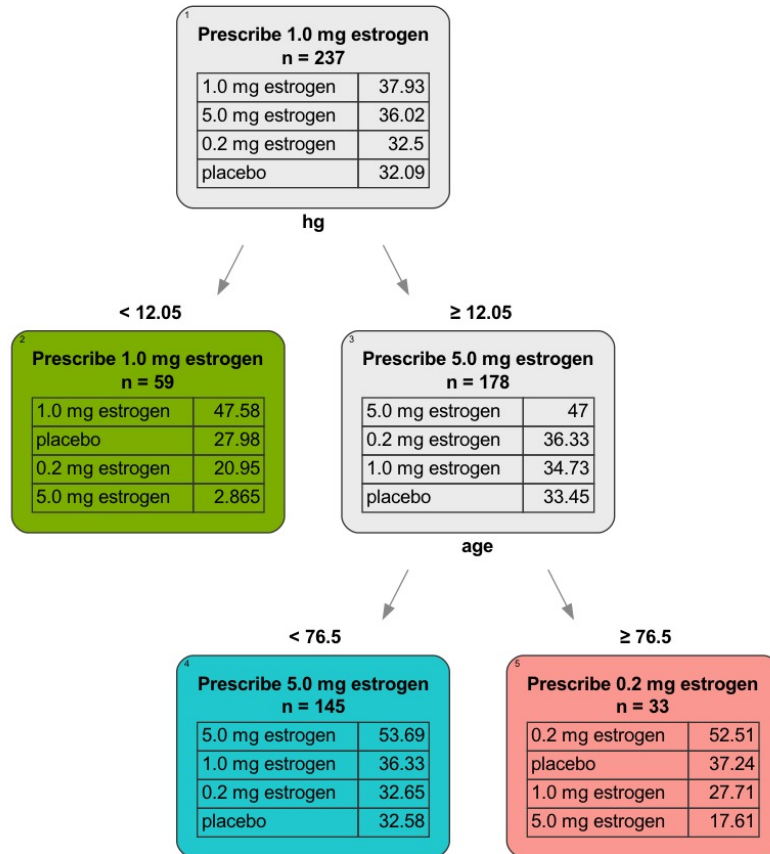 1
Prescribe 1.0 mg estrogen
n = 237
1.0 mg estrogen 37.93
5.0 mg estrogen 36.02
0.2 mg estrogen 32.5
placebo 32.09
hg
< 12.05
≥ 12.05
2
Prescribe 1.0 mg estrogen
n = 59
1.0 mg estrogen 47.58
placebo 27.98
0.2 mg estrogen 20.95
5.0 mg estrogen 2.865
3
Prescribe 5.0 mg estrogen
n = 178
5.0 mg estrogen 47
0.2 mg estrogen 36.33
1.0 mg estrogen 34.73
placebo 33.45
age
< 76.5
≥ 76.5
4
Prescribe 5.0 mg estrogen
n = 145
5.0 mg estrogen 53.69
1.0 mg estrogen 36.33
0.2 mg estrogen 32.65
placebo 32.58
5
Prescribe 0.2 mg estrogen
n = 33
0.2 mg estrogen 52.51
placebo 37.24
1.0 mg estrogen 27.71
5.0 mg estrogen 17.61